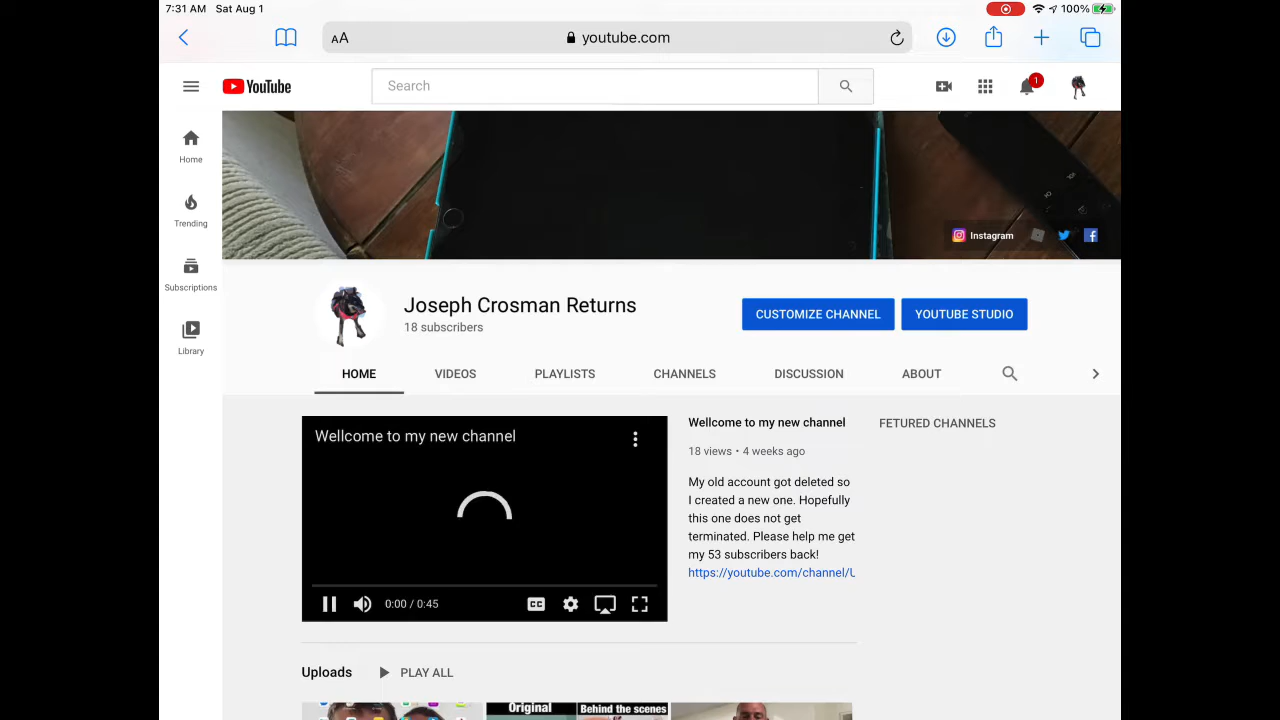 7:31 AM Sat Aug 1
100%
AA youtube.com
YouTube
Search
1
Home
Trending
Subscriptions
Library
Instagram
Joseph Crosman Returns
18 subscribers
CUSTOMIZE CHANNEL
YOUTUBE STUDIO
HOME VIDEOS PLAYLISTS CHANNELS DISCUSSION ABOUT
Wellcome to my new channel
0:00 / 0:45
CC
Wellcome to my new channel
18 views • 4 weeks ago
My old account got deleted so
I created a new one. Hopefully
this one does not get
terminated. Please help me get
my 53 subscribers back!
https://youtube.com/channel/U
FETURED CHANNELS
Uploads
PLAY ALL
Original
Behind the scenes